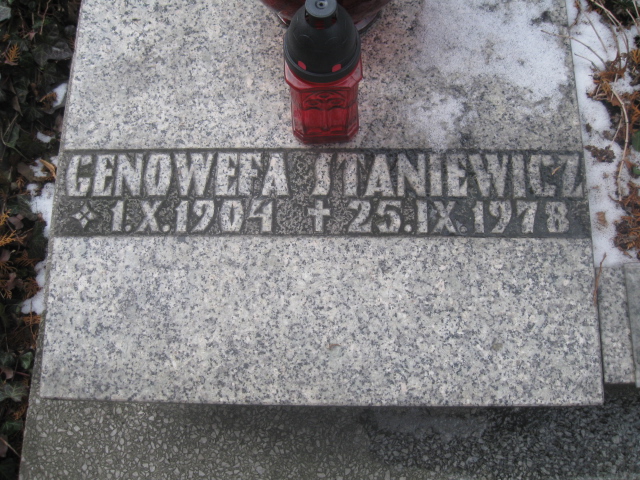 GENOWEFA STANIEWICZ
1.X.1904 ✝ 25.IX.1978